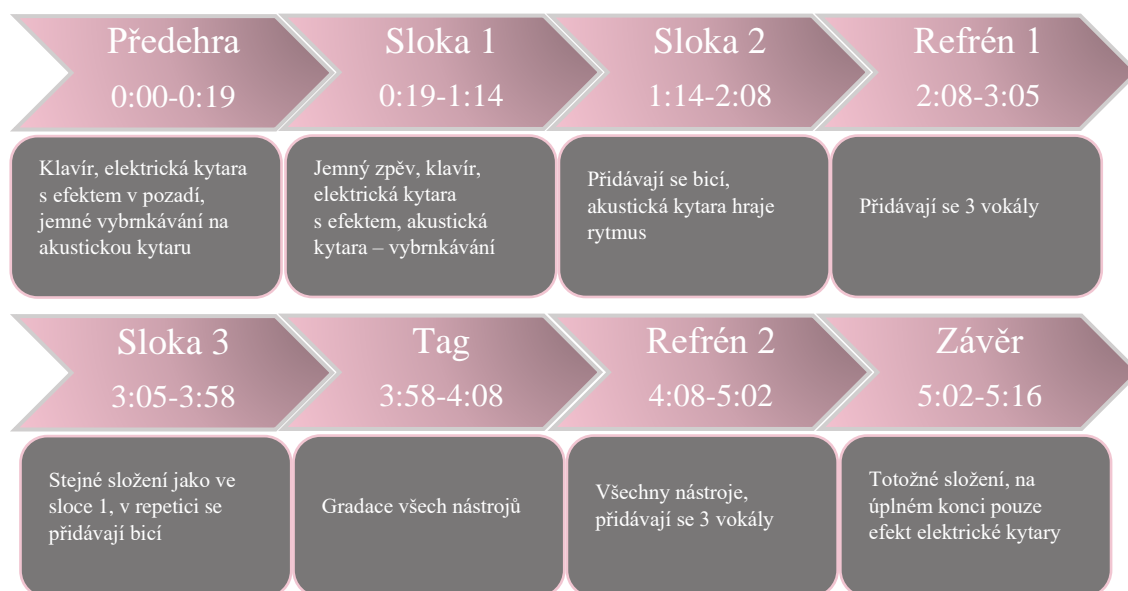 Předehra
0:00-0:19
Sloka 1
0:19-1:14
Sloka 2
1:14-2:08
Refrén 1
2:08-3:05
Klavír, elektrická kytara
s efektem v pozadí,
jemné vybrnkávání na
akustickou kytaru
Jemný zpěv, klavír,
elektrická kytara
s efektem, akustická
kytara – vybrnkávání
Přidávají se bicí,
akustická kytara hraje
rytmus
Přidávají se 3 vokály
Sloka 3
3:05-3:58
Tag
3:58-4:08
Refrén 2
4:08-5:02
Závěr
5:02-5:16
Stejné složení jako ve
sloce 1, v repetici se
přidávají bicí
Gradace všech nástrojů
Všechny nástroje,
přidávají se 3 vokály
Totožné složení, na
úplném konci pouze
efekt elektrické kytary